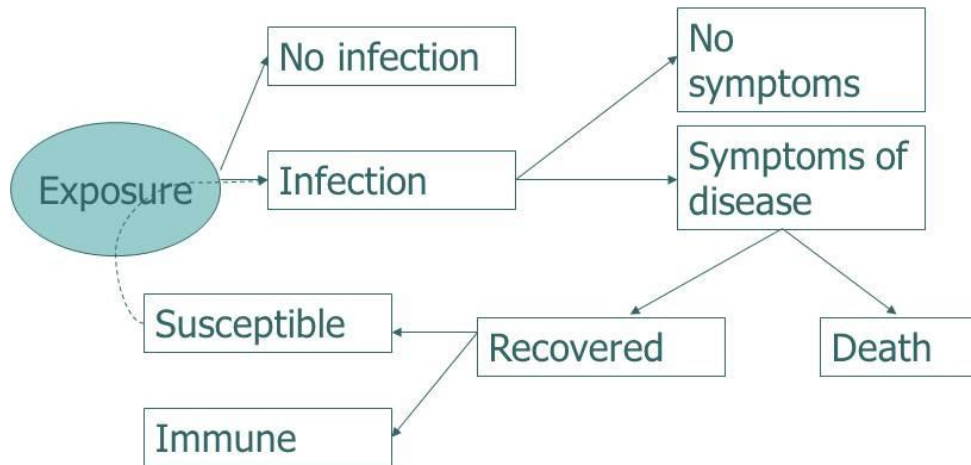 No infection
No
symptoms
Exposure
Infection
Symptoms of
disease
Susceptible
Recovered
Death
Immune